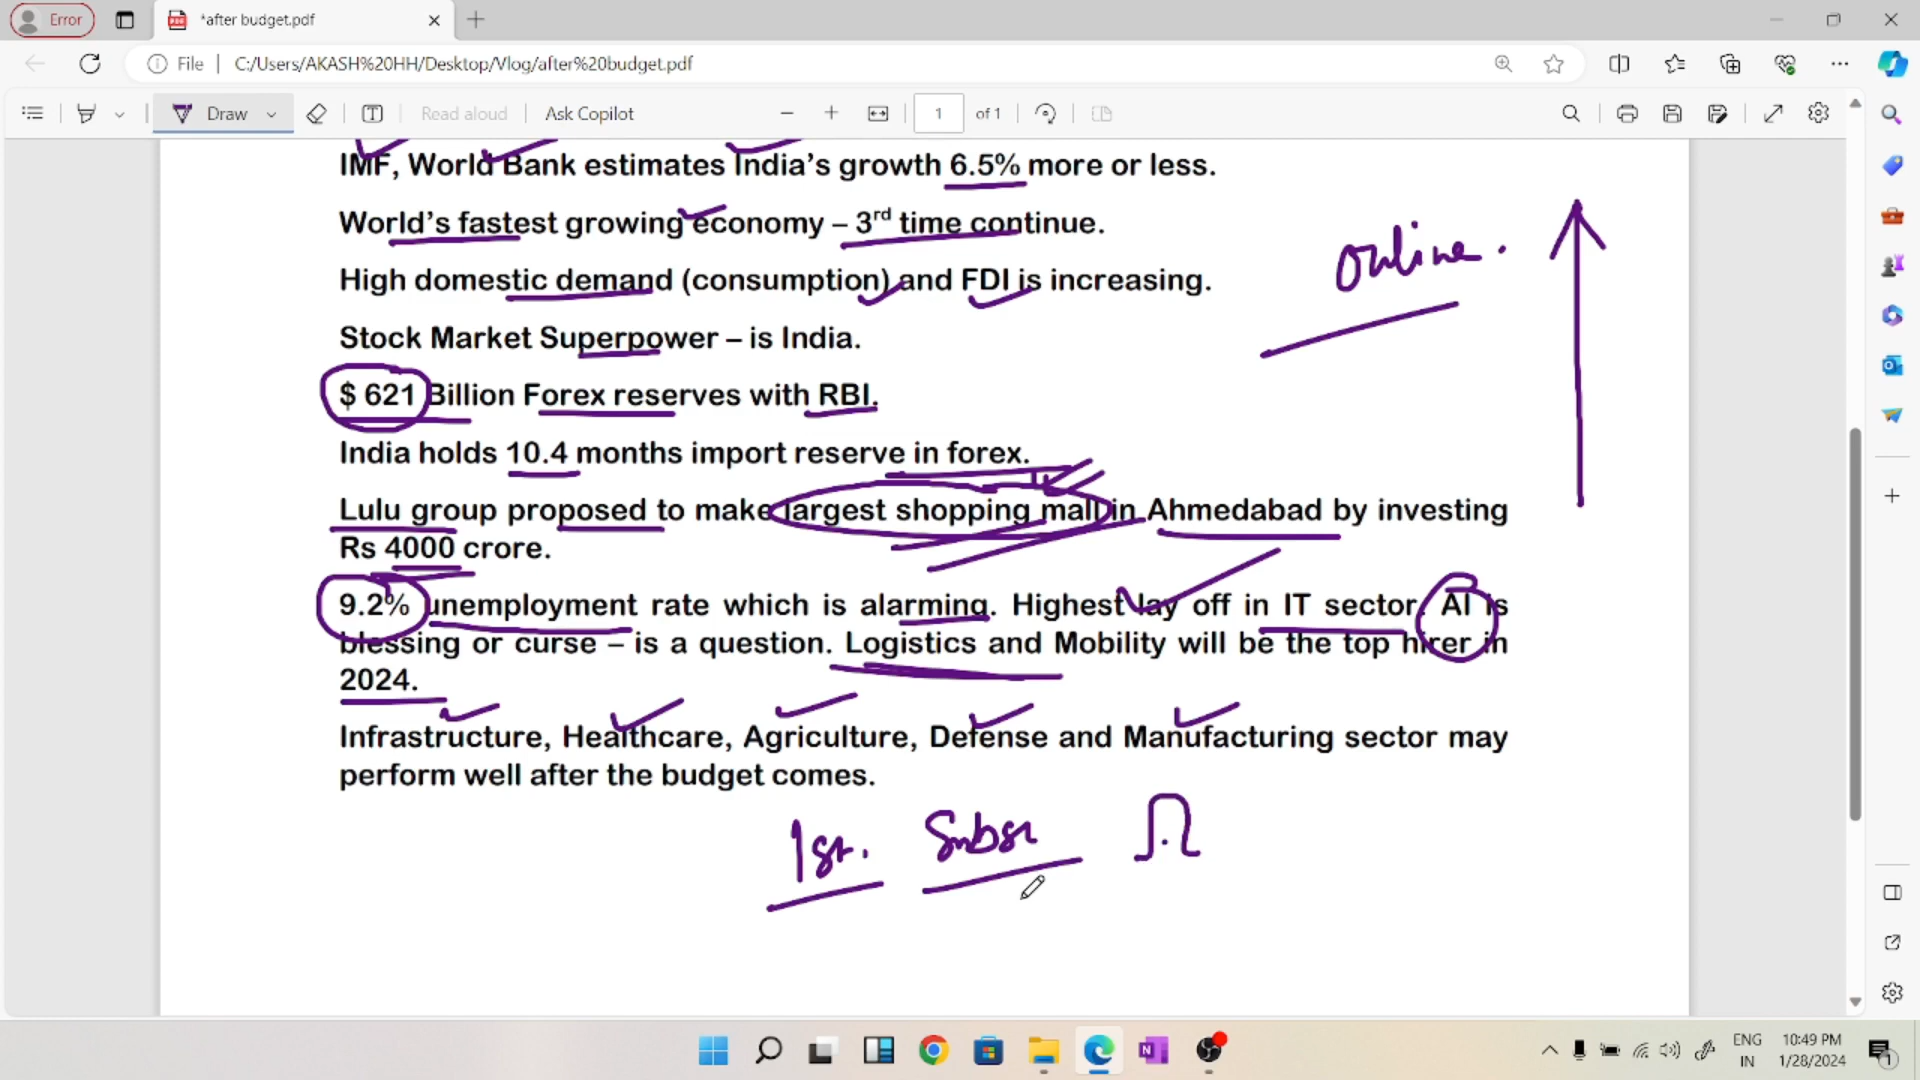 Error
*after budget.pdf
File
C:/Users/AKASH%20HH/Desktop/Vlog/after%20budget.pdf
Draw
Read aloud
Ask Copilot
1
of 1
IMF, World Bank estimates India's growth 6.5% more or less.
World's fastest growing economy – 3rd time continue.
online.
High domestic demand (consumption) and FDI is increasing.
Stock Market Superpower – is India.
$ 621 Billion Forex reserves with RBI.
India holds 10.4 months import reserve in forex.
Lulu group proposed to make largest shopping mall in Ahmedabad by investing
Rs 4000 crore.
9.2% unemployment rate which is alarming. Highest lay off in IT sector. AI is
blessing or curse – is a question. Logistics and Mobility will be the top hirer in
2024.
Infrastructure, Healthcare, Agriculture, Defense and Manufacturing sector may
perform well after the budget comes.
1st. Subsc
ENG
IN
10:49 PM
1/28/2024
1